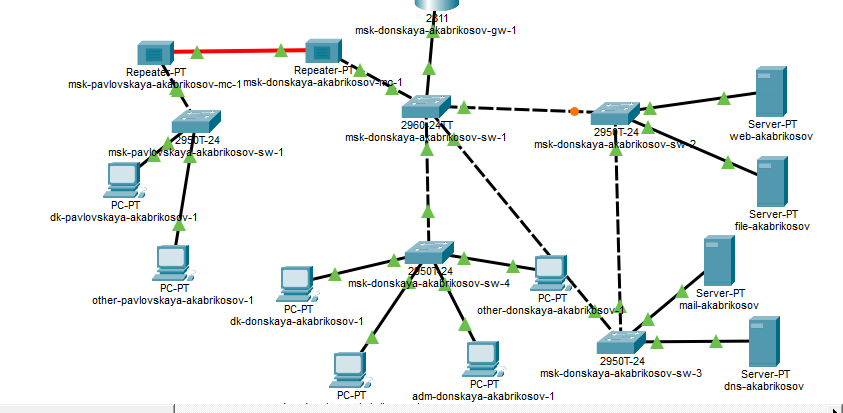 2811
msk-donskaya-akabrikosov-gw-1
Repeater-PT
msk-pavlovskaya-akabrikosov-mc-1
Repeater-PT
msk-donskaya-akabrikosov-mc-1
2960-24TT
msk-donskaya-akabrikosov-sw-1
2950T-24
msk-donskaya-akabrikosov-sw-2
Server-PT
web-akabrikosov
2950T-24
msk-pavlovskaya-akabrikosov-sw-1
PC-PT
dk-pavlovskaya-akabrikosov-1
Server-PT
file-akabrikosov
PC-PT
other-pavlovskaya-akabrikosov-1
2950T-24
msk-donskaya-akabrikosov-sw-4
PC-PT
dk-donskaya-akabrikosov-1
PC-PT
other-donskaya-akabrikosov-1
Server-PT
mail-akabrikosov
2950T-24
msk-donskaya-akabrikosov-sw-3
Server-PT
dns-akabrikosov
PC-PT
PC-PT
adm-donskaya-akabrikosov-1